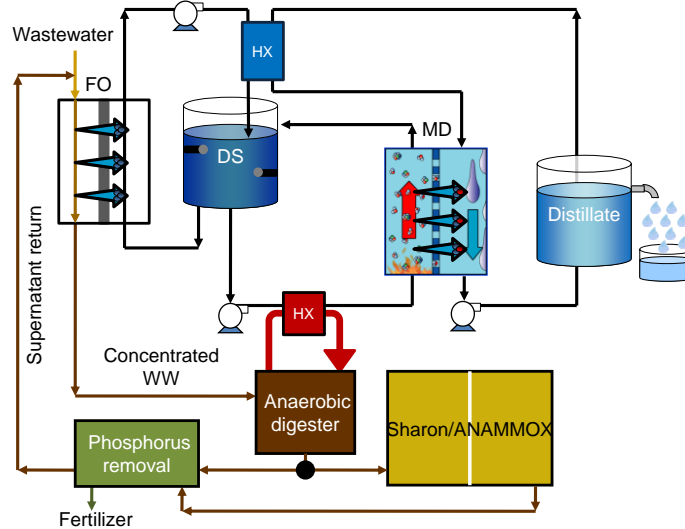 Wastewater
HX
FO
MD
DS
Distillate
Supernatant return
HX
Concentrated
WW
Anaerobic
digester
Sharon/ANAMMOX
Phosphorus
removal
Fertilizer